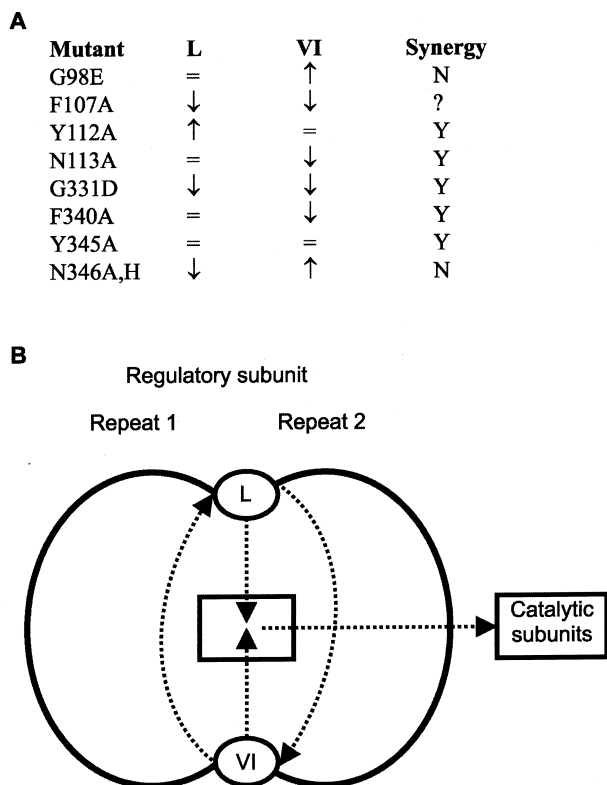 A
Mutant L VI Synergy
G98E = ↑ N
F107A ↓ ↓ ?
Y112A ↑ = Y
N113A = ↓ Y
G331D ↓ ↓ Y
F340A = ↓ Y
Y345A = = Y
N346A,H ↓ ↑ N
B
Regulatory subunit
Repeat 1 Repeat 2
L
Catalytic
subunits
VI